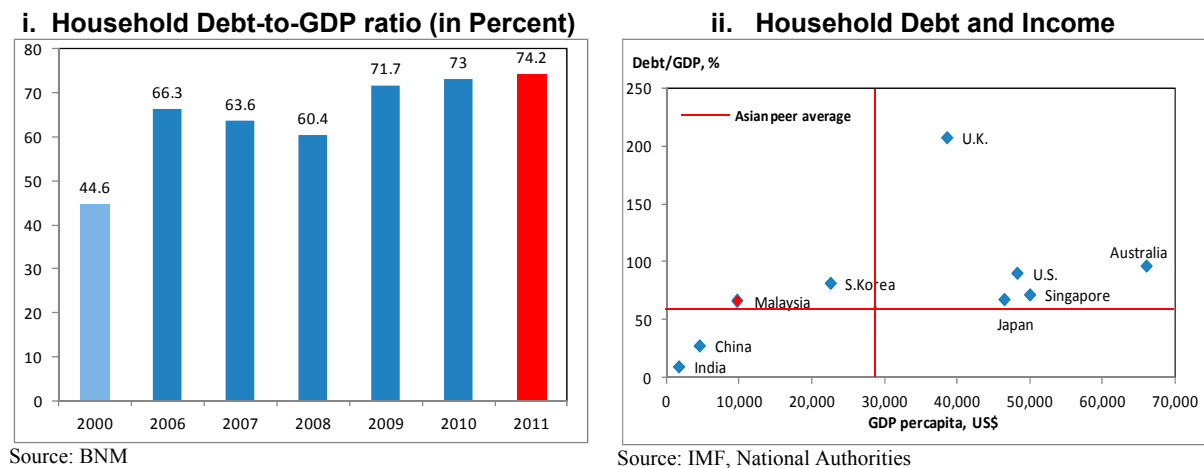 i. Household Debt-to-GDP ratio (in Percent)
80
70
60
50
40
30
20
10
0
44.6
66.3
63.6
60.4
71.7
73
74.2
2000
2006
2007
2008
2009
2010
2011
Source: BNM
ii. Household Debt and Income
Debt/GDP, %
250
200
150
100
50
0
Asian peer average
U.K.
Australia
U.S.
S.Korea
Singapore
Malaysia
Japan
China
India
0
10,000
20,000
30,000
40,000
50,000
60,000
70,000
GDP percapita, US$
Source: IMF, National Authorities